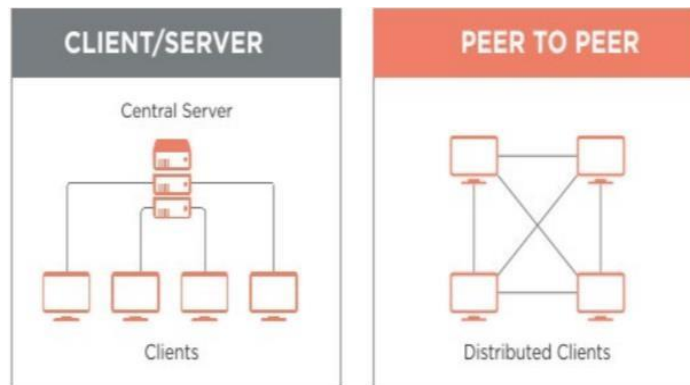 CLIENT/SERVER
Central Server
Clients
PEER TO PEER
Distributed Clients